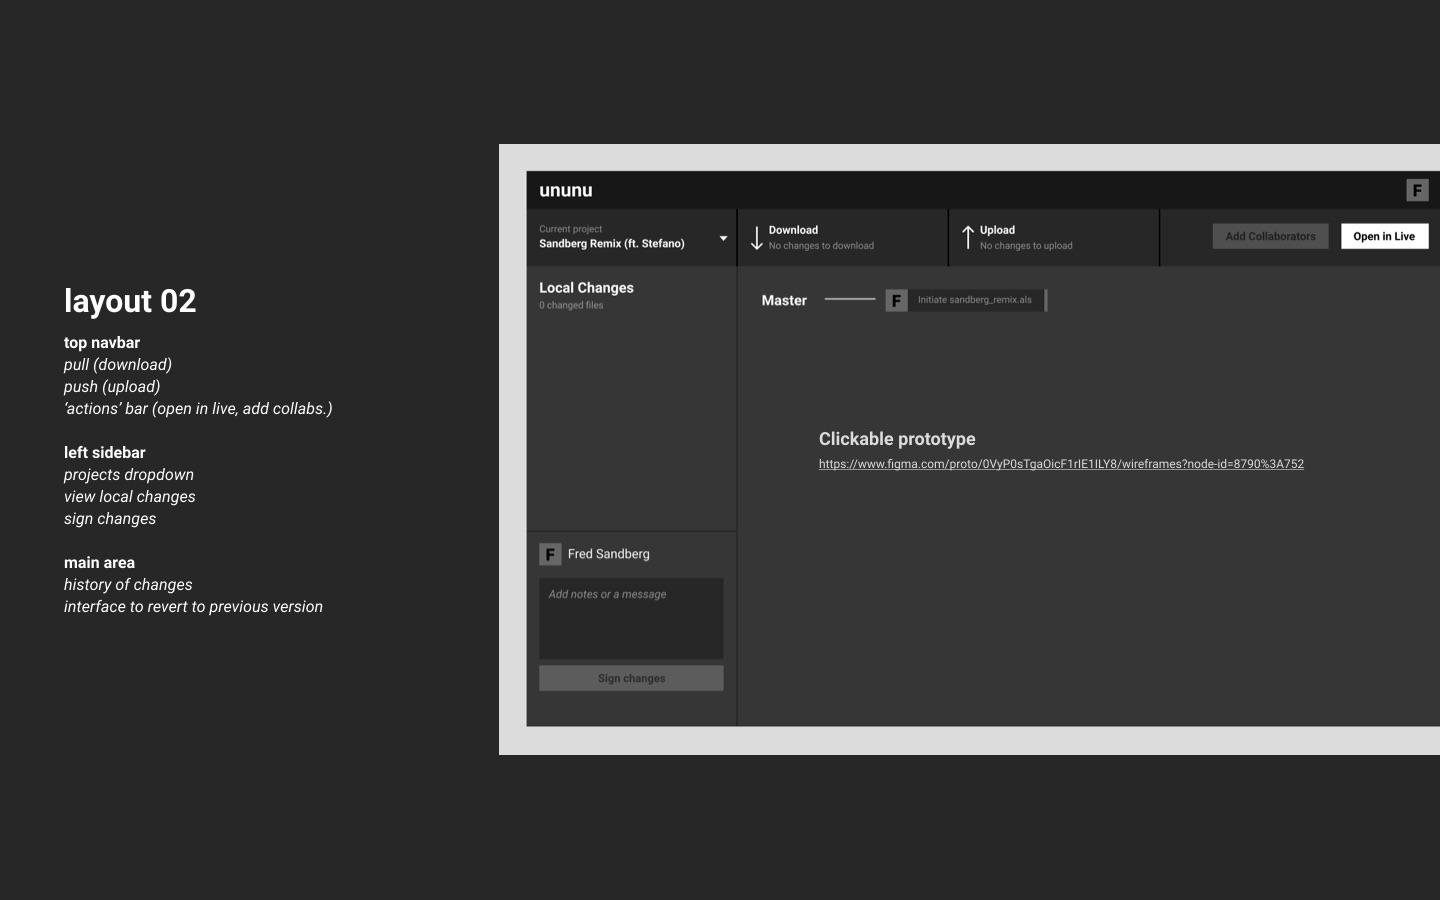 layout 02
top navbar
pull (download)
push (upload)
‘actions’ bar (open in live, add collabs.)
left sidebar
projects dropdown
view local changes
sign changes
main area
history of changes
interface to revert to previous version
ununu
F
Current project
Sandberg Remix (ft. Stefano)
Download
No changes to download
Upload
No changes to upload
Add Collaborators
Open in Live
Local Changes
0 changed files
Master
F
Initiate sandberg_remix.als
Clickable prototype
https://www.figma.com/proto/0VyP0sTgaOicF1rIE1ILY8/wireframes?node-id=8790%3A752
F
Fred Sandberg
Add notes or a message
Sign changes